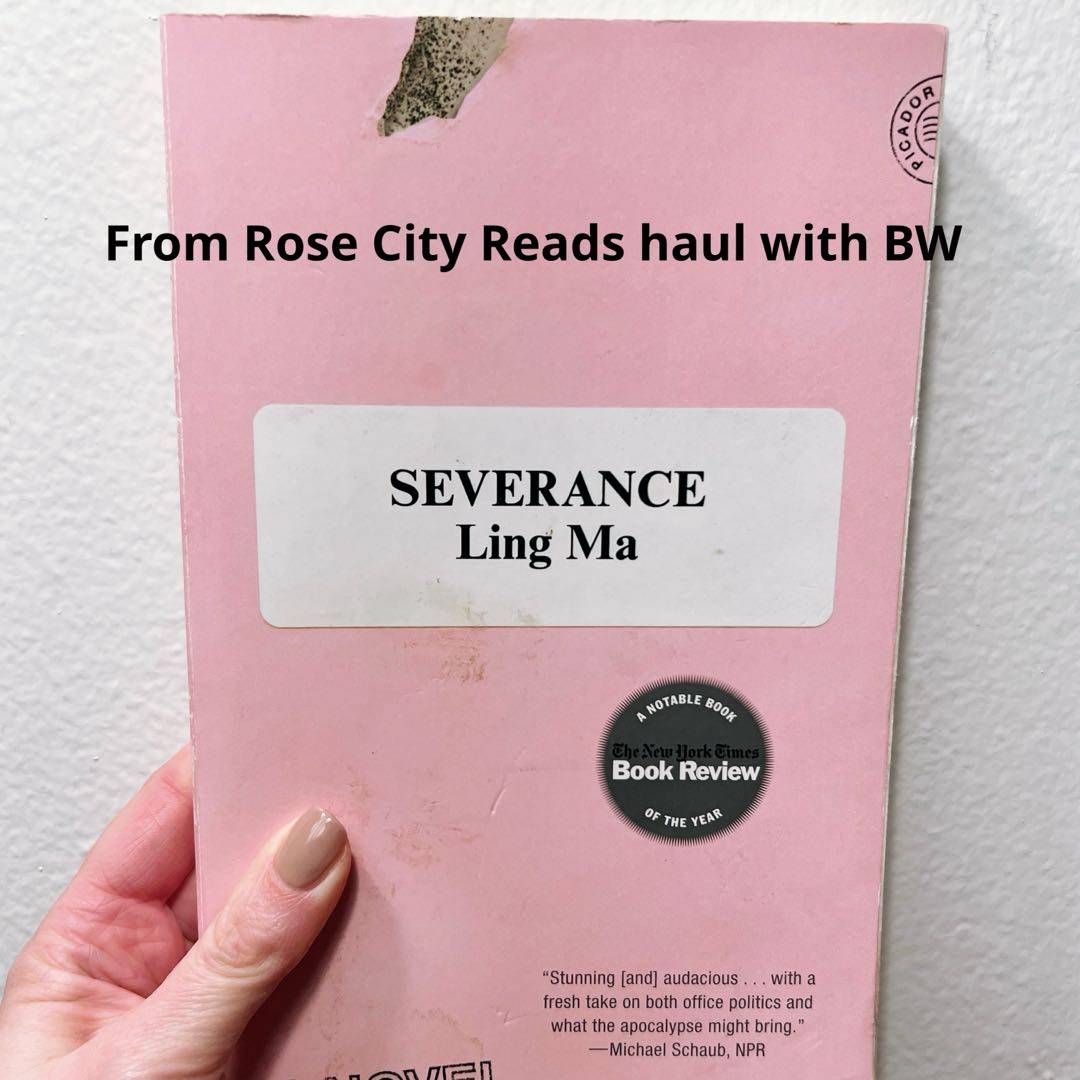 PICADOR
From Rose City Reads haul with BW
SEVERANCE
Ling Ma
A NOTABLE BOOK
The New York Times
Book Review
OF THE YEAR
“Stunning [and] audacious . . . with a
fresh take on both office politics and
what the apocalypse might bring.”
—Michael Schaub, NPR
NOVEL